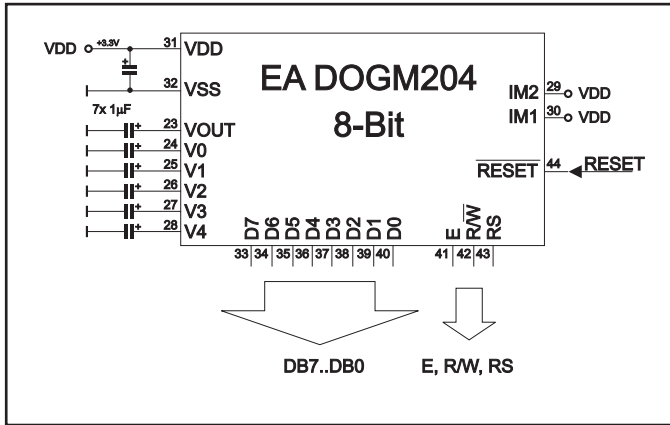 VDD +3.3V 31 VDD
32 VSS
7x 1µF
23 VOUT
24 V0
25 V1
26 V2
27 V3
28 V4
EA DOGM204
8-Bit
IM2 29 VDD
IM1 30 VDD
RESET 44 RESET
D7 D6 D5 D4 D3 D2 D1 D0 E R/W RS
33 34 35 36 37 38 39 40 41 42 43
DB7..DB0 E, R/W, RS